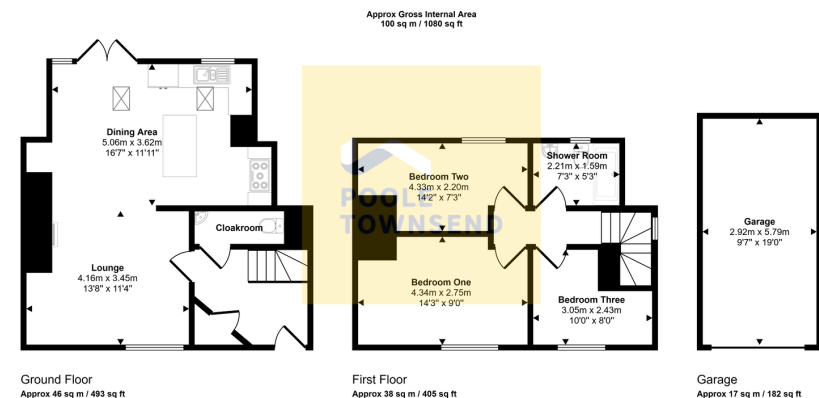 Approx Gross Internal Area
100 sq m / 1080 sq ft
Dining Area
5.06m x 3.62m
16'7" x 11'11"
Cloakroom
Lounge
4.16m x 3.45m
13'8" x 11'4"
Bedroom Two
4.33m x 2.20m
14'2" x 7'3"
Shower Room
2.21m x 1.59m
7'3" x 5'3"
POOLE
TOWNSEND
Bedroom One
4.34m x 2.75m
14'3" x 9'0"
Bedroom Three
3.05m x 2.43m
10'0" x 8'0"
Garage
2.92m x 5.79m
9'7" x 19'0"
Ground Floor
Approx 46 sq m / 493 sq ft
First Floor
Approx 38 sq m / 405 sq ft
Garage
Approx 17 sq m / 182 sq ft